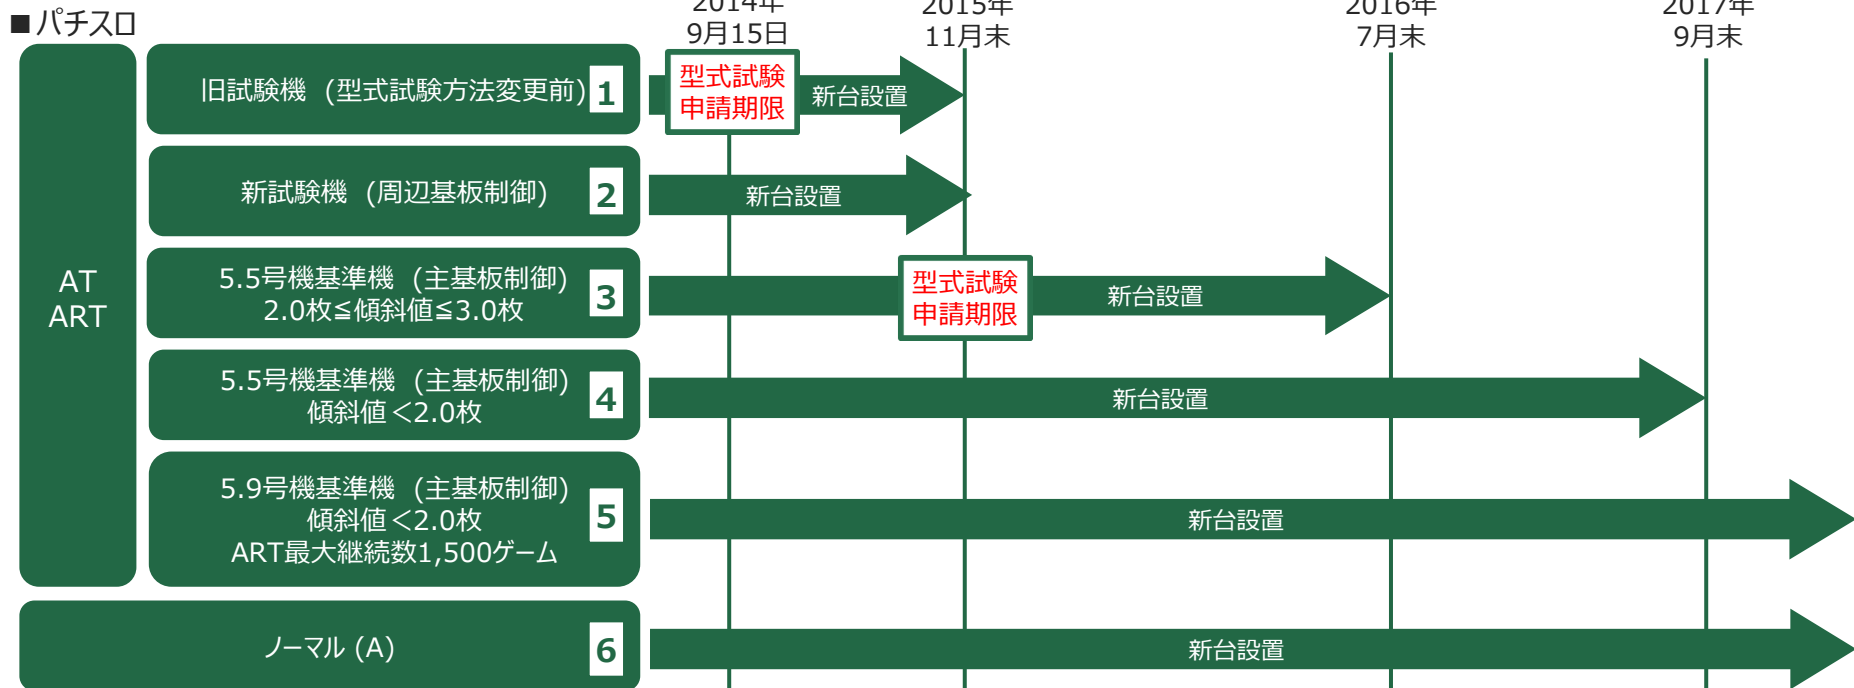 ■パチスロ
2014年
9月15日
2015年
11月末
2016年
7月末
2017年
9月末
AT
ART
旧試験機 (型式試験方法変更前) 1
型式試験
申請期限
新台設置
新試験機 (周辺基板制御) 2
新台設置
5.5号機基準機 (主基板制御)
2.0枚≦傾斜値≦3.0枚
3
型式試験
申請期限
新台設置
5.5号機基準機 (主基板制御)
傾斜値<2.0枚
4
新台設置
5.9号機基準機 (主基板制御)
傾斜値<2.0枚
ART最大継続数1,500ゲーム
5
新台設置
ノーマル (A) 6
新台設置